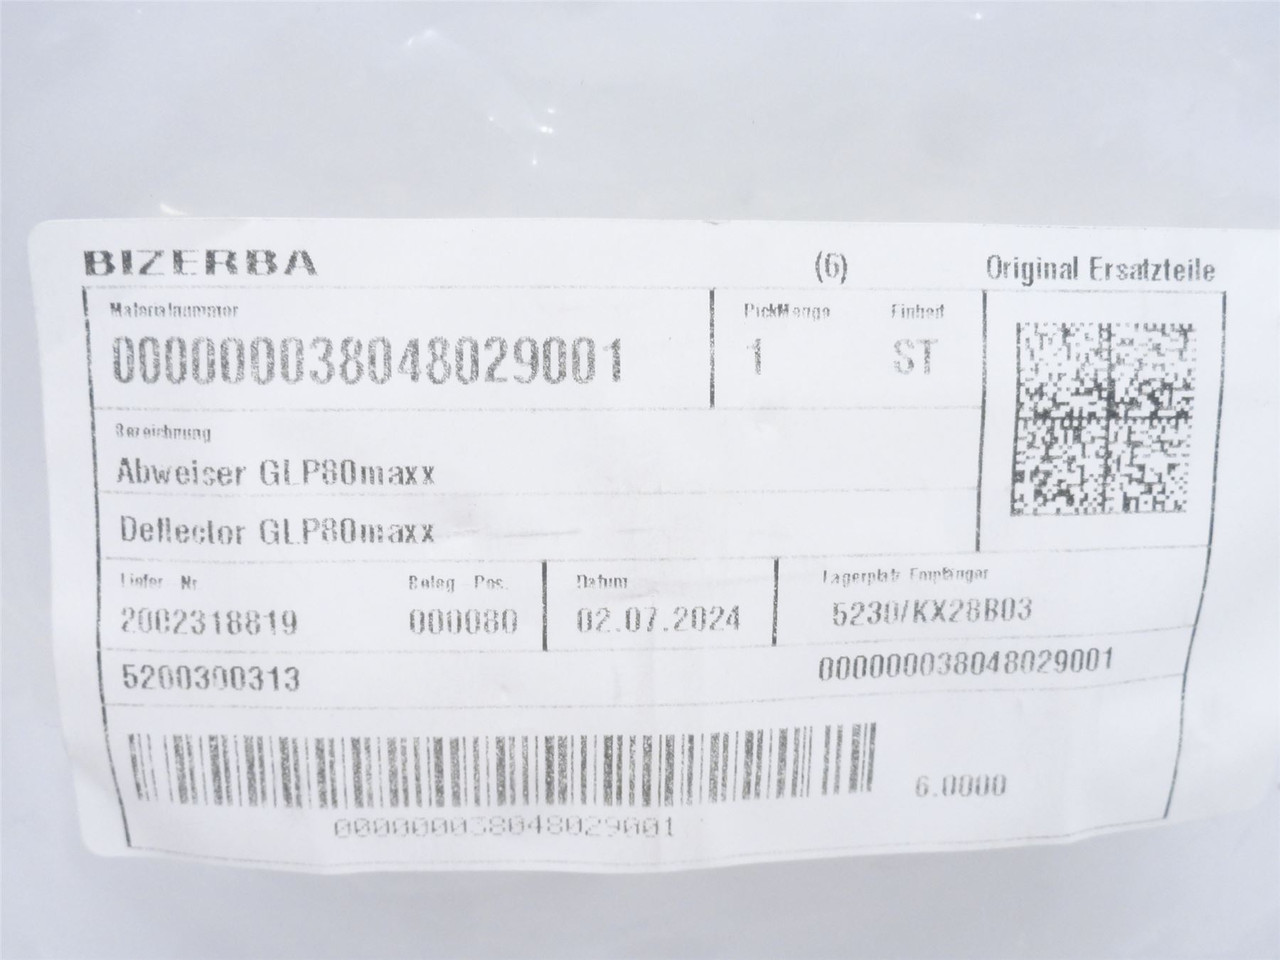 BIZERBA (6) Original Ersatzteile
Materialnummer PickMenge Einheit
000000038048029001 1 ST
Bezeichnung
Abweiser GLP80maxx
Deflector GLP80maxx
Liefer - Nr Beleg - Pos. Datum Lagerplatz Empfänger
2002318819 000080 02.07.2024 5230/KX28B03
5200300313 000000038048029001
6.0000
000000038048029001